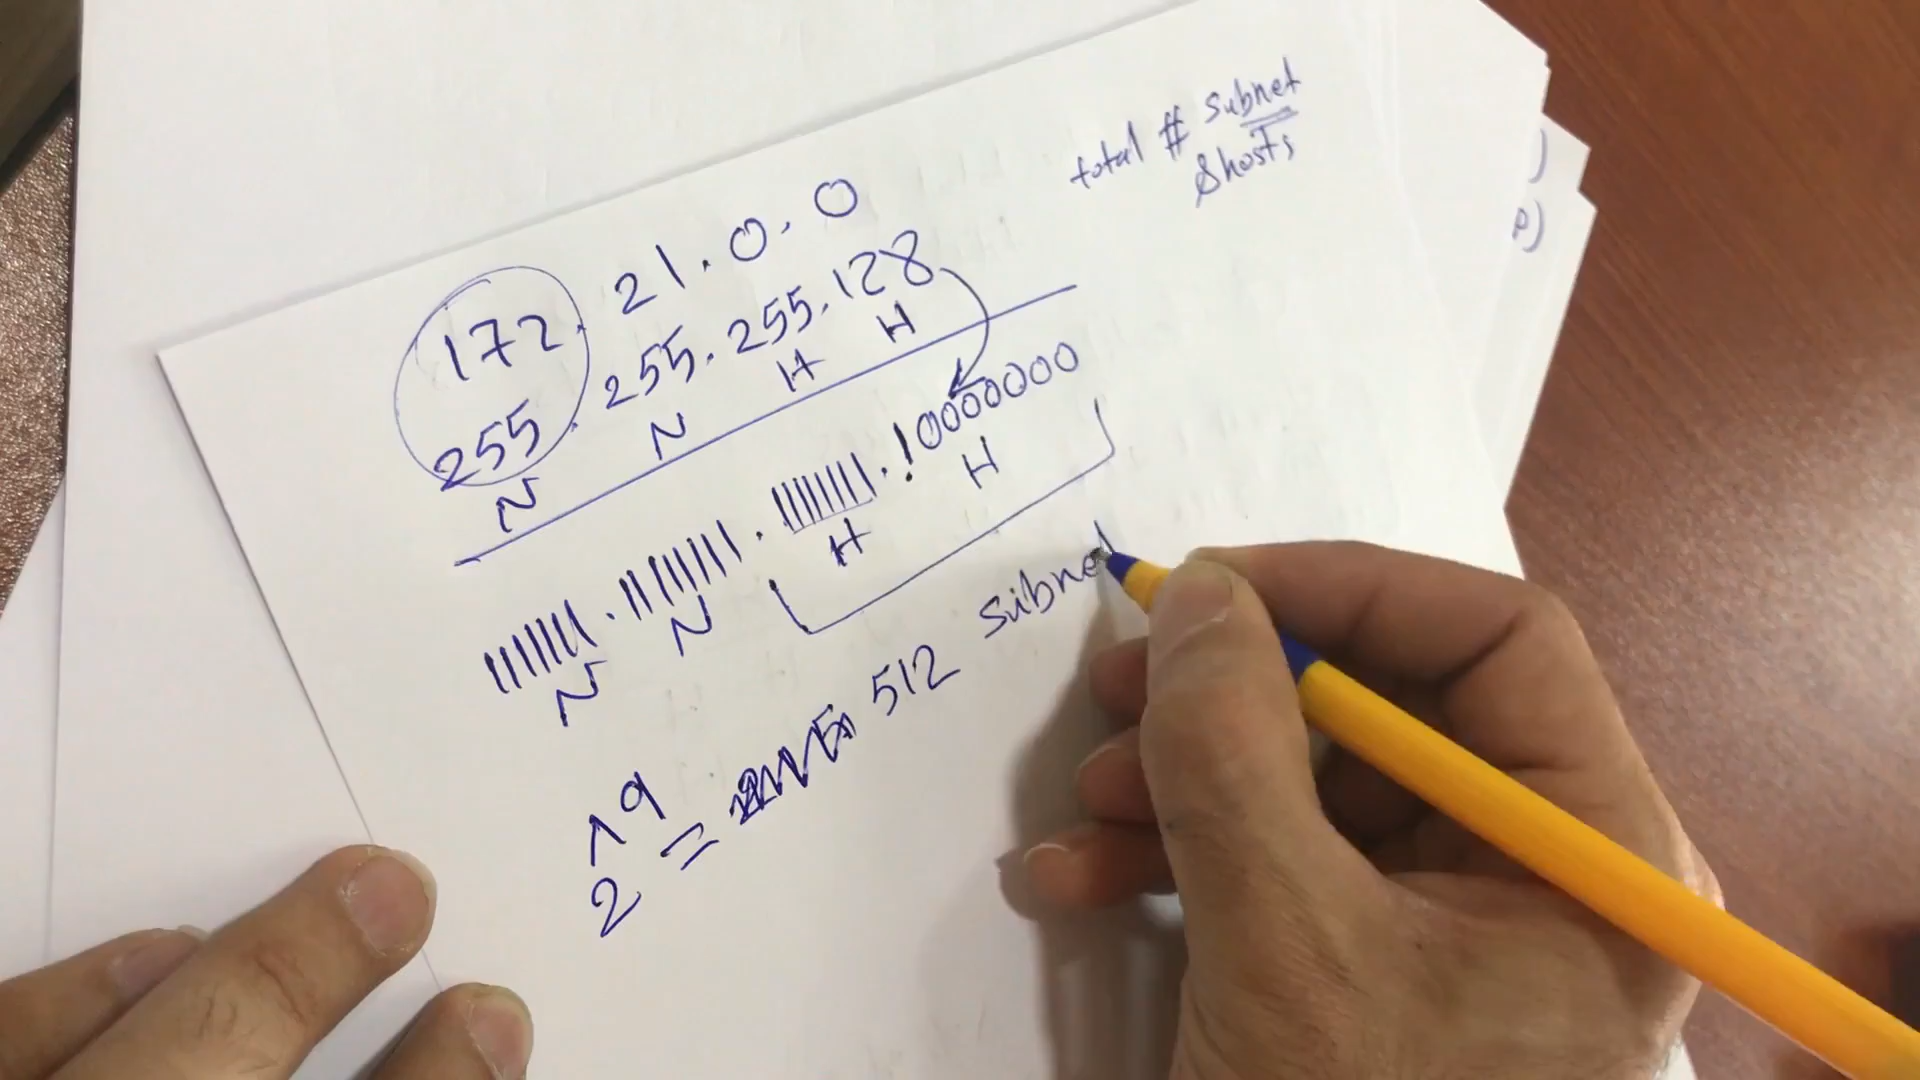 total # subnet
& hosts
172.21.0.0
255.255.255.128
N N H H
11111111.11111111.11111111.10000000
N N H H
2^9 = 512 subnet